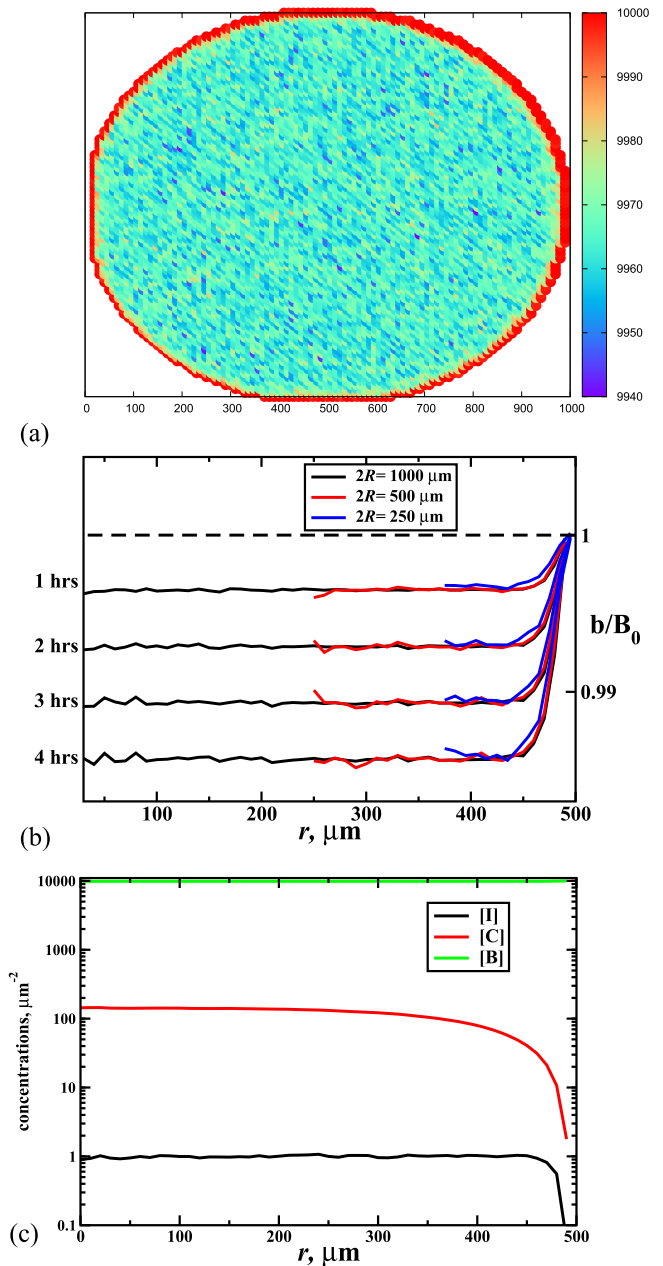 10000
9990
9980
9970
9960
9950
9940
0 100 200 300 400 500 600 700 800 900 1000
(a)
2R= 1000 μm
2R= 500 μm
2R= 250 μm
1
1 hrs
b/B0
2 hrs
0.99
3 hrs
4 hrs
100 200 300 400 500
r, μm
(b)
10000
[I]
[C]
[B]
1000
concentrations, μm-2
100
10
1
0.1
0 100 200 300 400 500
r, μm
(c)